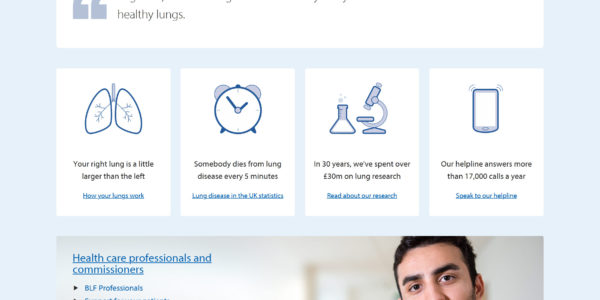 healthy lungs.
Your right lung is a little
larger than the left
How your lungs work
Somebody dies from lung
disease every 5 minutes
Lung disease in the UK statistics
In 30 years, we've spent over
£30m on lung research
Read about our research
Our helpline answers more
than 17,000 calls a year
Speak to our helpline
Health care professionals and
commissioners
BLF Professionals